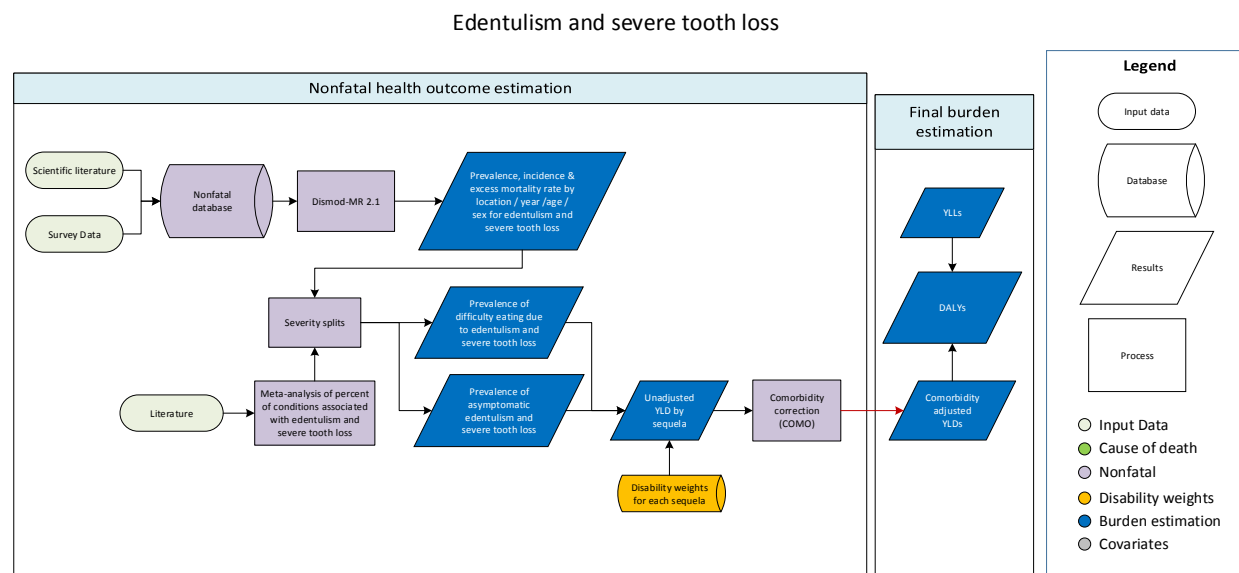 Edentulism and severe tooth loss
Nonfatal health outcome estimation
Scientific literature
Survey Data
Nonfatal
database
Dismod-MR 2.1
Prevalence, incidence &
excess mortality rate by
location / year /age /
sex for edentulism and
severe tooth loss
Severity splits
Prevalence of
difficulty eating due
to edentulism and
severe tooth loss
Literature
Meta-analysis of percent
of conditions associated
with edentulism and
severe tooth loss
Prevalence of
asymptomatic
edentulism and
severe tooth loss
Unadjusted
YLD by
sequela
Comorbidity
correction
(COMO)
Disability weights
for each sequela
Final burden
estimation
YLLs
DALYs
Comorbidity
adjusted
YLDs
Legend
Input data
Database
Results
Process
Input Data
Cause of death
Nonfatal
Disability weights
Burden estimation
Covariates